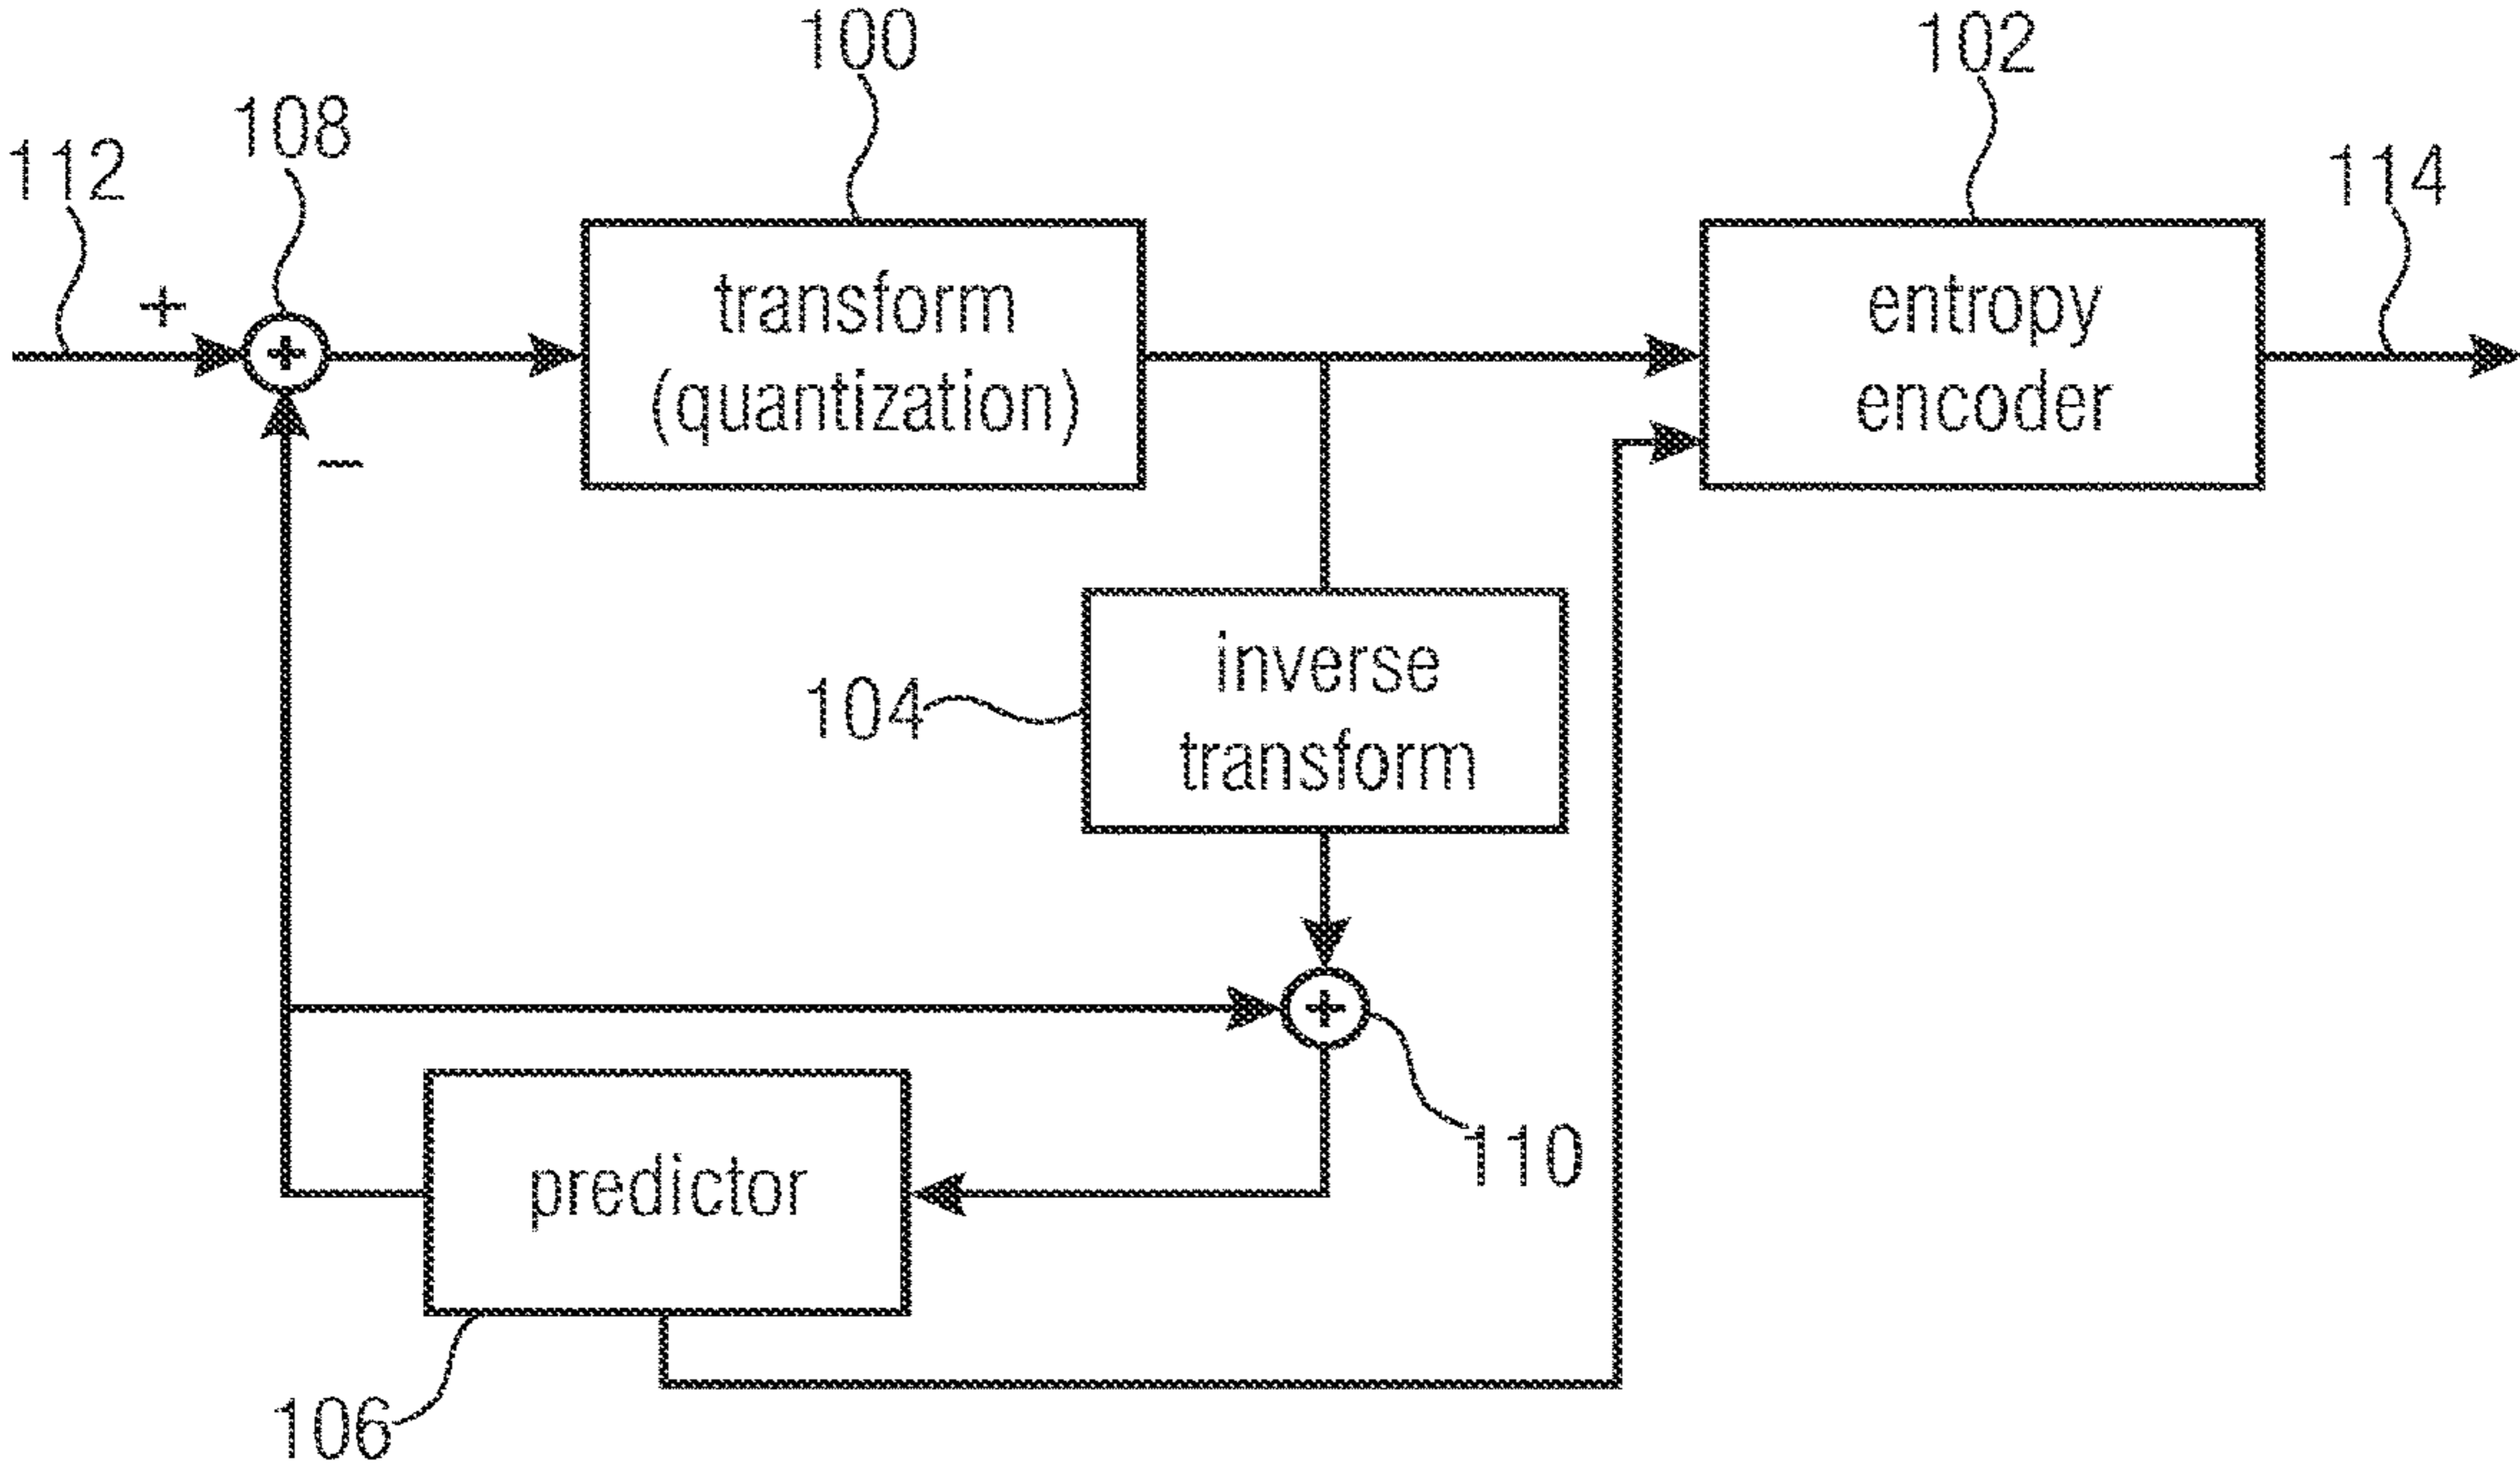 100
102
108
112
114
+
+
transform
(quantization)
entropy
encoder
−
inverse
transform
104
+
predictor
110
106